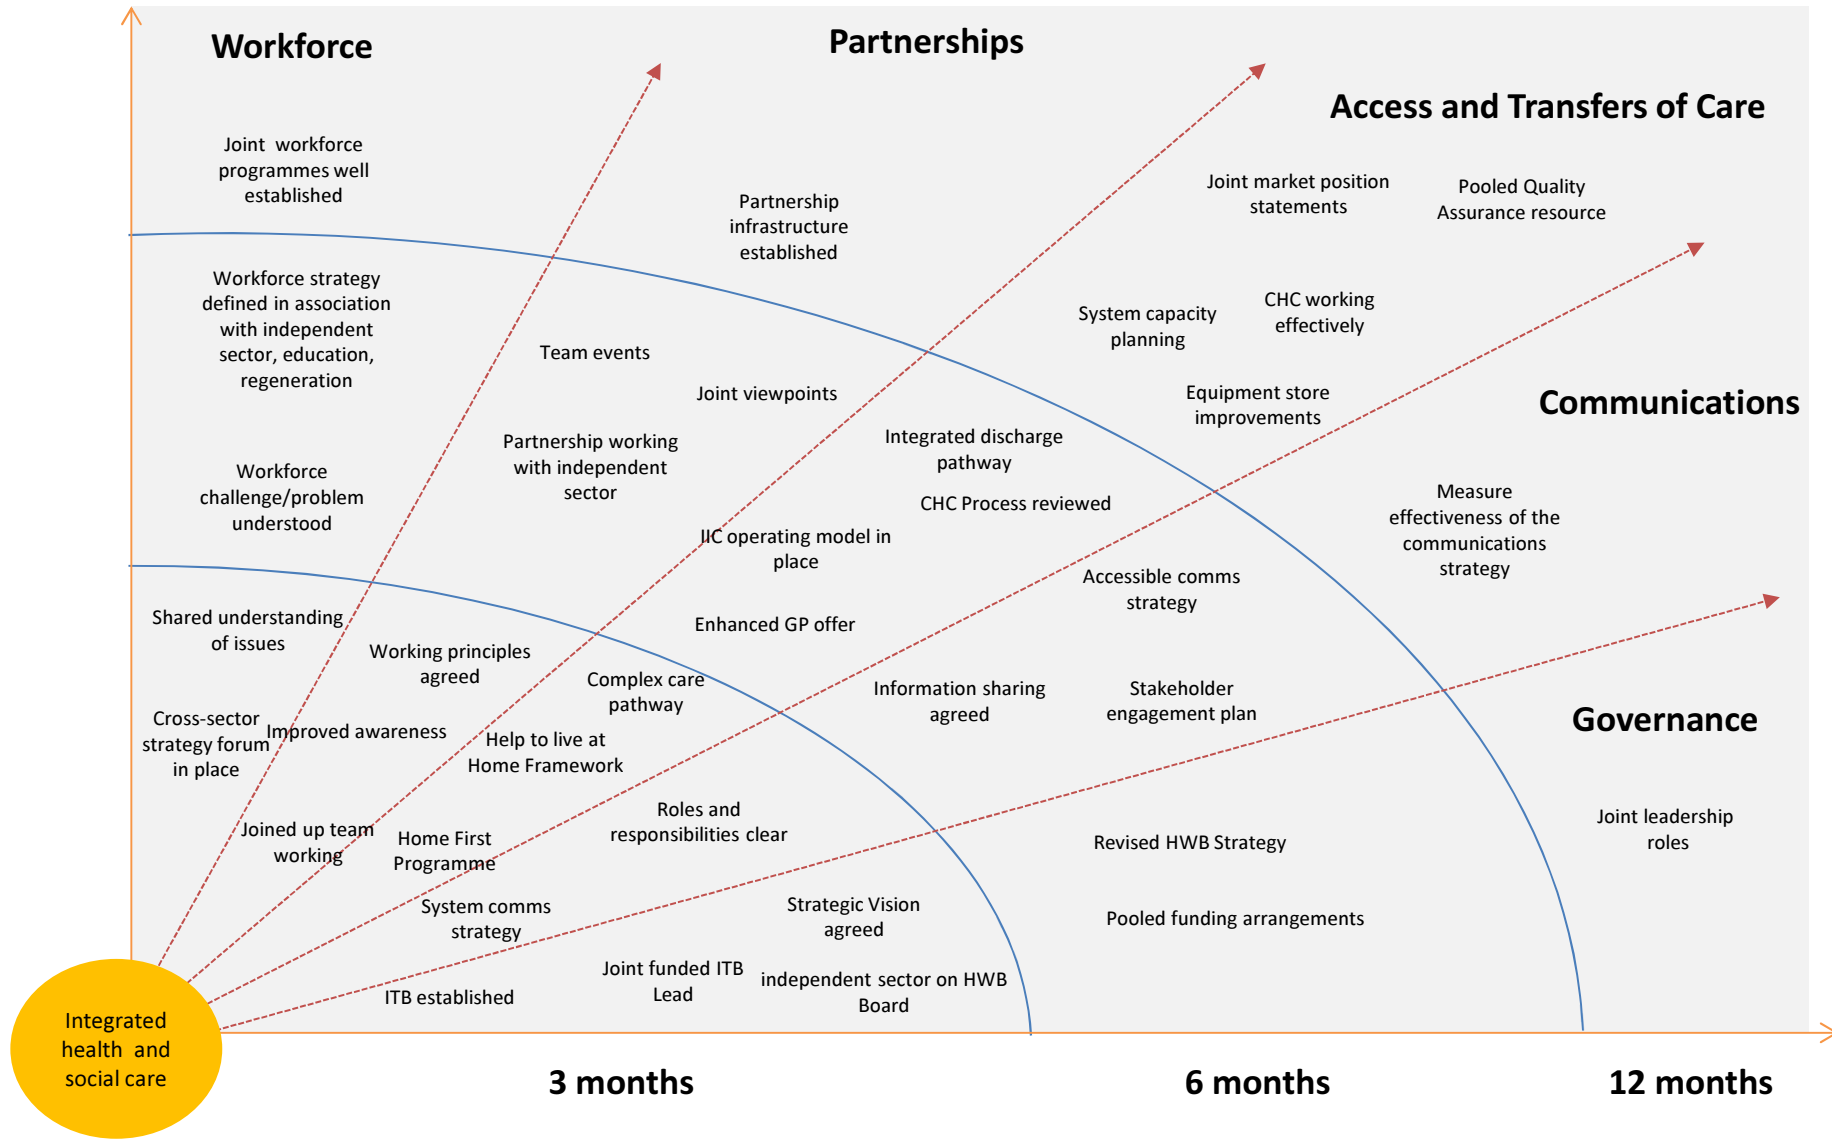 Workforce
Partnerships
Access and Transfers of Care
Joint workforce
programmes well
established
Partnership
infrastructure
established
Joint market position
statements
Pooled Quality
Assurance resource
Workforce strategy
defined in association
with independent
sector, education,
regeneration
Team events
Joint viewpoints
System capacity
planning
CHC working
effectively
Equipment store
improvements
Communications
Workforce
challenge/problem
understood
Partnership working
with independent
sector
Integrated discharge
pathway
CHC Process reviewed
IIC operating model in
place
Measure
effectiveness of the
communications
strategy
Accessible comms
strategy
Shared understanding
of issues
Working principles
agreed
Enhanced GP offer
Complex care
pathway
Information sharing
agreed
Stakeholder
engagement plan
Governance
Cross-sector
strategy forum
in place
Improved awareness
Help to live at
Home Framework
Joined up team
working
Home First
Programme
Roles and
responsibilities clear
Revised HWB Strategy
Joint leadership
roles
System comms
strategy
Strategic Vision
agreed
Pooled funding arrangements
ITB established
Joint funded ITB
Lead
independent sector on HWB
Board
Integrated
health and
social care
3 months
6 months
12 months